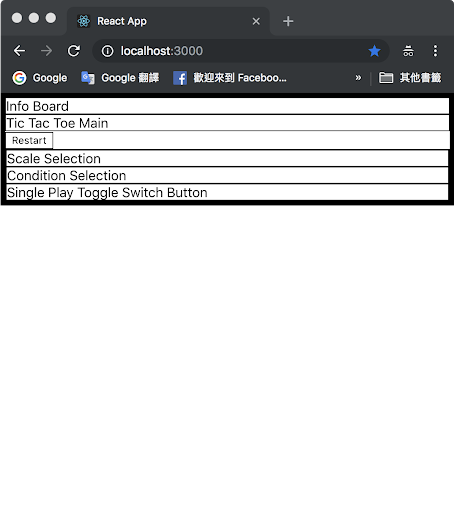 React App
localhost:3000
Google
Google 翻譯
歡迎來到 Faceboo...
»
其他書籤
Info Board
Tic Tac Toe Main
Restart
Scale Selection
Condition Selection
Single Play Toggle Switch Button